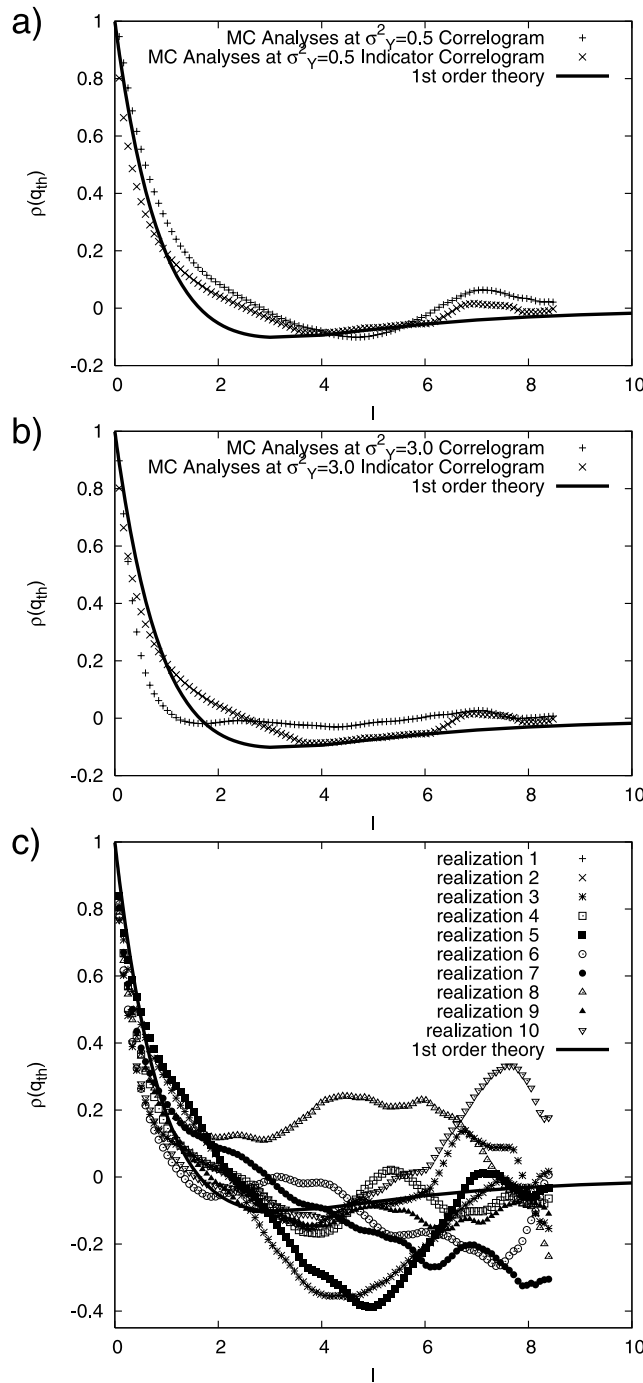 a)
MC Analyses at σ²Y=0.5 Correlogram
MC Analyses at σ²Y=0.5 Indicator Correlogram
1st order theory
ρ(qth)
1
0.8
0.6
0.4
0.2
0
-0.2
0 2 4 6 8 10
l
b)
MC Analyses at σ²Y=3.0 Correlogram
MC Analyses at σ²Y=3.0 Indicator Correlogram
1st order theory
ρ(qth)
1
0.8
0.6
0.4
0.2
0
-0.2
0 2 4 6 8 10
l
c)
realization 1
realization 2
realization 3
realization 4
realization 5
realization 6
realization 7
realization 8
realization 9
realization 10
1st order theory
ρ(qth)
1
0.8
0.6
0.4
0.2
0
-0.2
-0.4
0 2 4 6 8 10
l